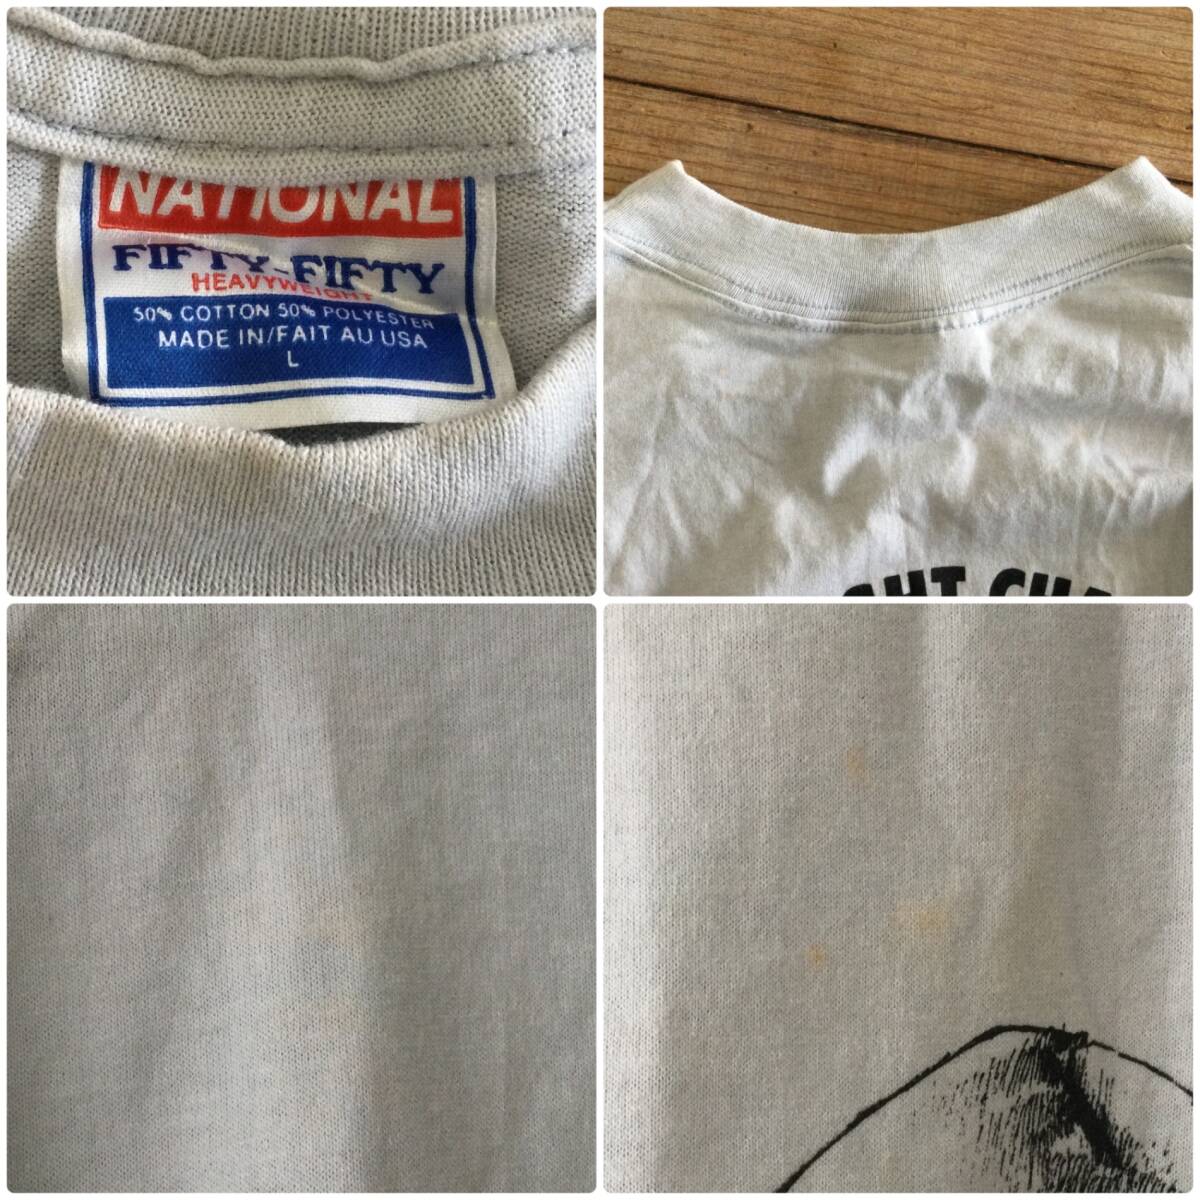 NATIONAL
FIFTY-FIFTY
HEAVYWEIGHT
50% COTTON 50% POLYESTER
MADE IN/FAIT AU USA
L